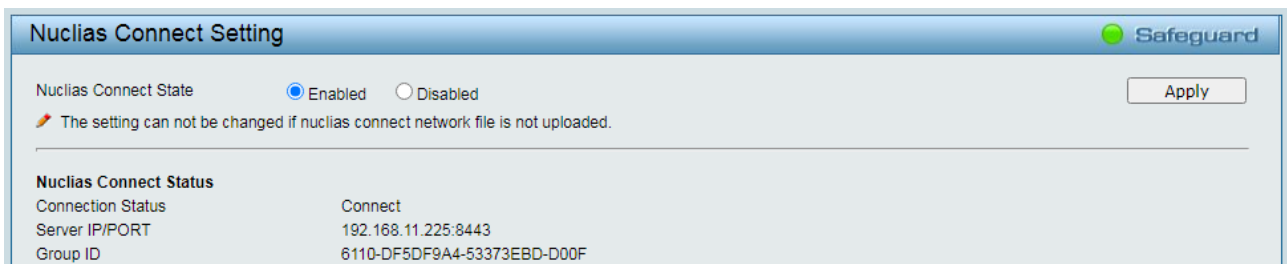 Nuclias Connect Setting Safeguard
Nuclias Connect State Enabled Disabled Apply
The setting can not be changed if nuclias connect network file is not uploaded.
Nuclias Connect Status
Connection Status Connect
Server IP/PORT 192.168.11.225:8443
Group ID 6110-DF5DF9A4-53373EBD-D00F